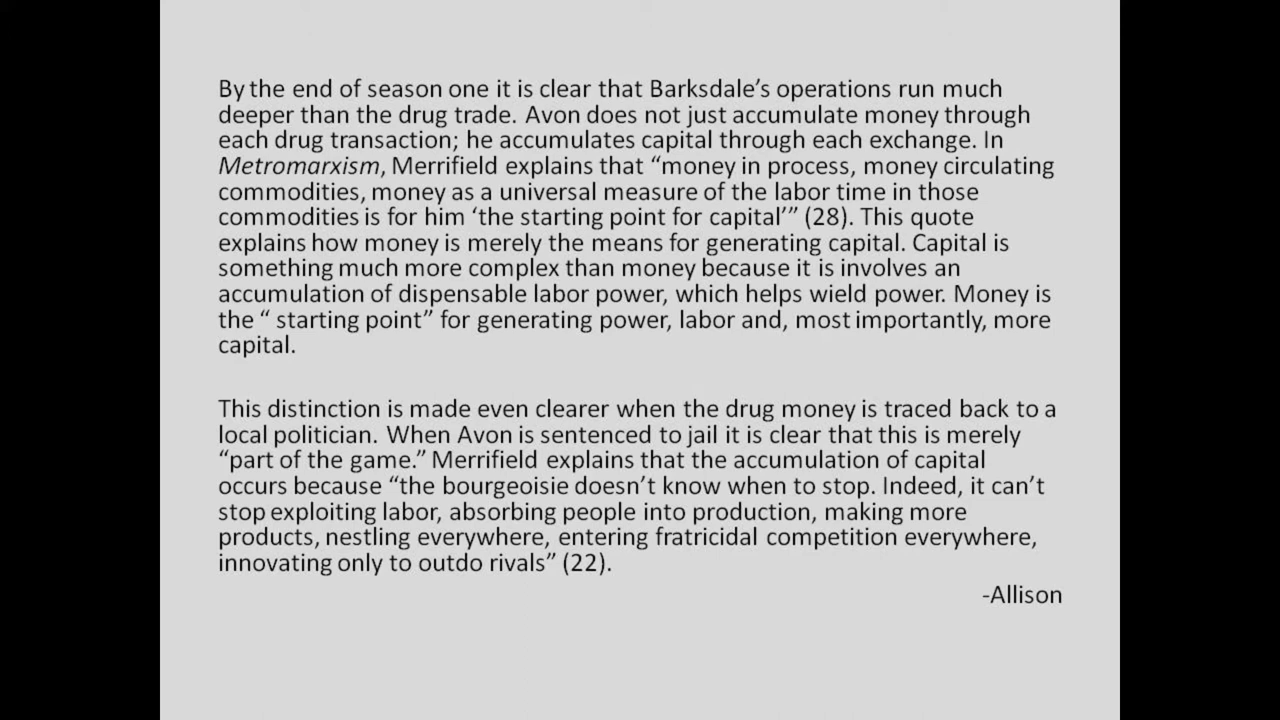 By the end of season one it is clear that Barksdale’s operations run much
deeper than the drug trade. Avon does not just accumulate money through
each drug transaction; he accumulates capital through each exchange. In
Metromarxism, Merrifield explains that “money in process, money circulating
commodities, money as a universal measure of the labor time in those
commodities is for him ‘the starting point for capital’” (28). This quote
explains how money is merely the means for generating capital. Capital is
something much more complex than money because it is involves an
accumulation of dispensable labor power, which helps wield power. Money is
the “ starting point” for generating power, labor and, most importantly, more
capital.
This distinction is made even clearer when the drug money is traced back to a
local politician. When Avon is sentenced to jail it is clear that this is merely
“part of the game.” Merrifield explains that the accumulation of capital
occurs because “the bourgeoisie doesn’t know when to stop. Indeed, it can’t
stop exploiting labor, absorbing people into production, making more
products, nestling everywhere, entering fratricidal competition everywhere,
innovating only to outdo rivals” (22).
-Allison